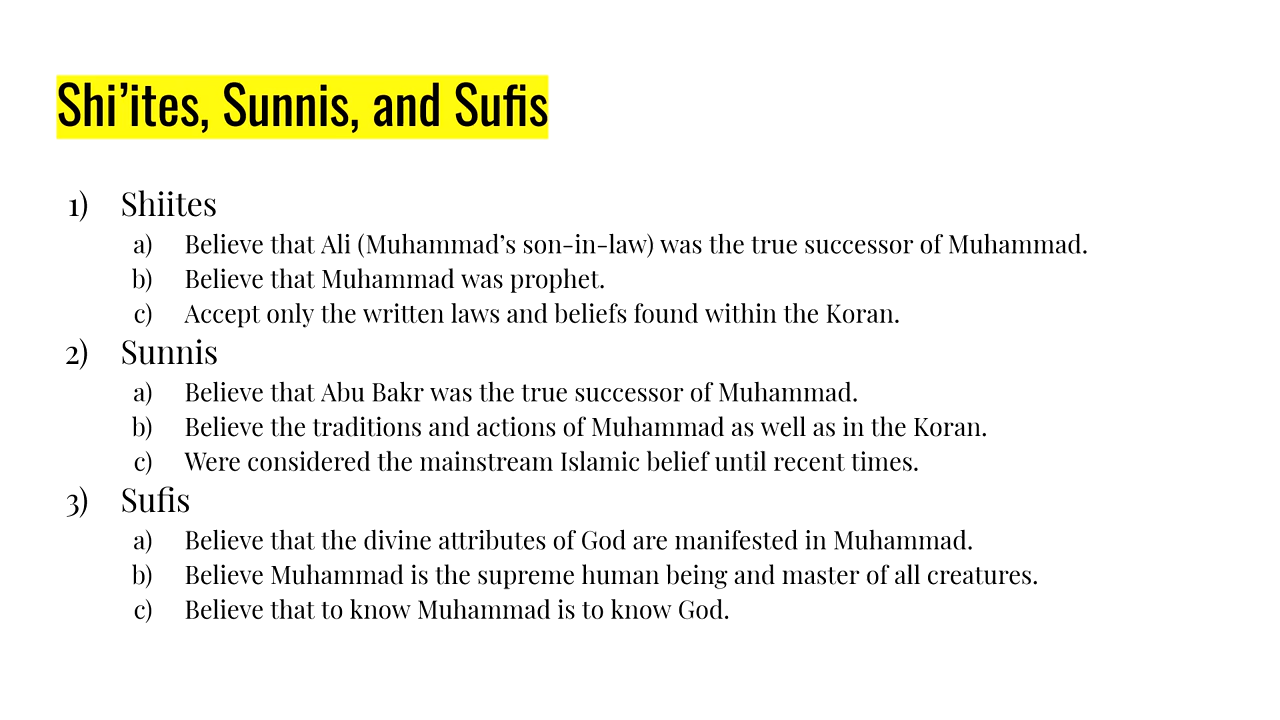 Shi’ites, Sunnis, and Sufis
1) Shiites
a) Believe that Ali (Muhammad’s son-in-law) was the true successor of Muhammad.
b) Believe that Muhammad was prophet.
c) Accept only the written laws and beliefs found within the Koran.
2) Sunnis
a) Believe that Abu Bakr was the true successor of Muhammad.
b) Believe the traditions and actions of Muhammad as well as in the Koran.
c) Were considered the mainstream Islamic belief until recent times.
3) Sufis
a) Believe that the divine attributes of God are manifested in Muhammad.
b) Believe Muhammad is the supreme human being and master of all creatures.
c) Believe that to know Muhammad is to know God.